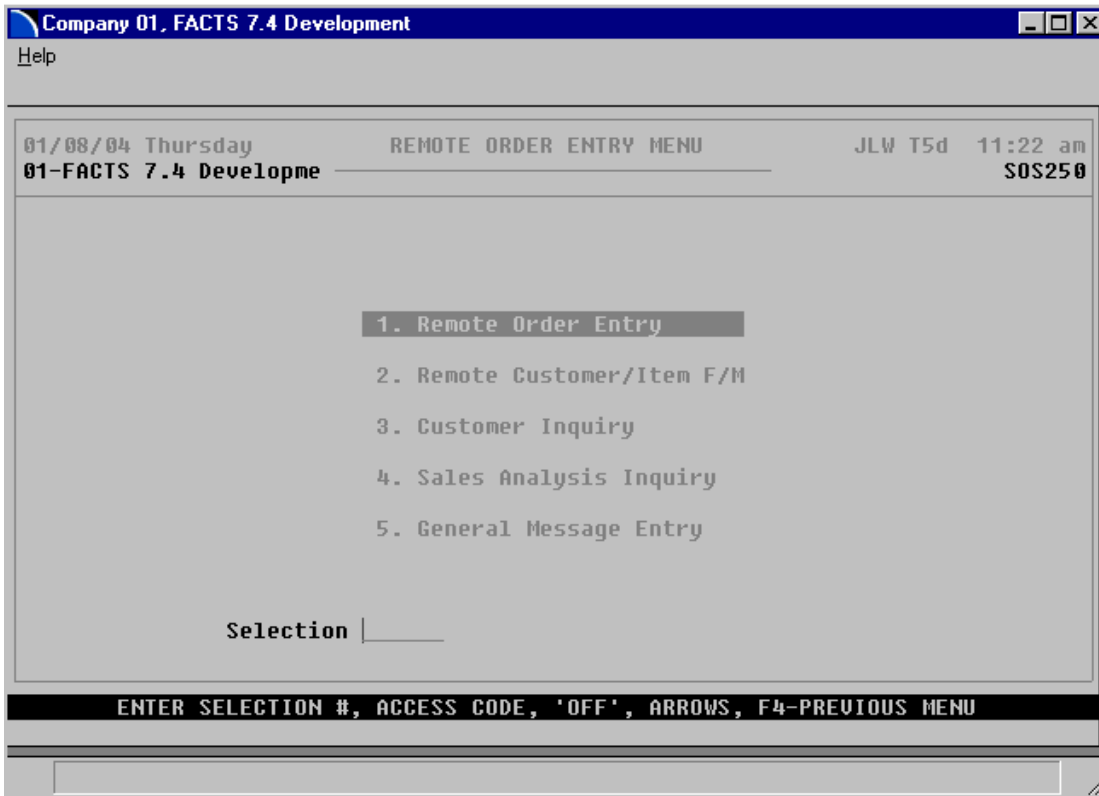 Company 01, FACTS 7.4 Development
Help
01/08/04 Thursday REMOTE ORDER ENTRY MENU JLW T5d 11:22 am
01-FACTS 7.4 Developme SOS250
1. Remote Order Entry
2. Remote Customer/Item F/M
3. Customer Inquiry
4. Sales Analysis Inquiry
5. General Message Entry
Selection
ENTER SELECTION #, ACCESS CODE, 'OFF', ARROWS, F4-PREVIOUS MENU